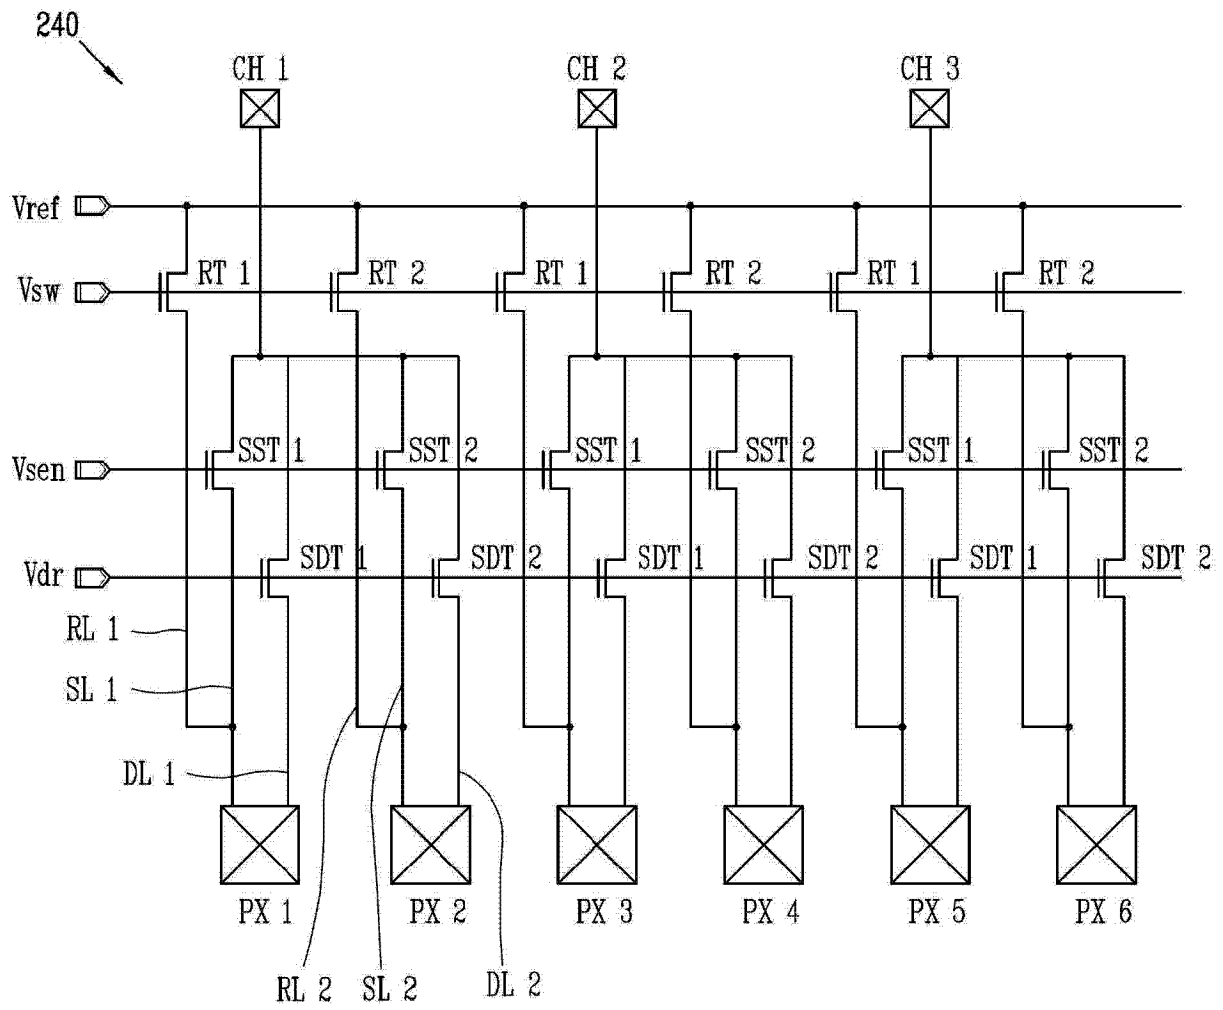 240
CH 1 CH 2 CH 3
Vref
Vsw RT 1 RT 2 RT 1 RT 2 RT 1 RT 2
Vsen SST 1 SST 2 SST 1 SST 2 SST 1 SST 2
Vdr SDT 1 SDT 2 SDT 1 SDT 2 SDT 1 SDT 2
RL 1
SL 1
DL 1
PX 1 PX 2 PX 3 PX 4 PX 5 PX 6
RL 2 SL 2 DL 2